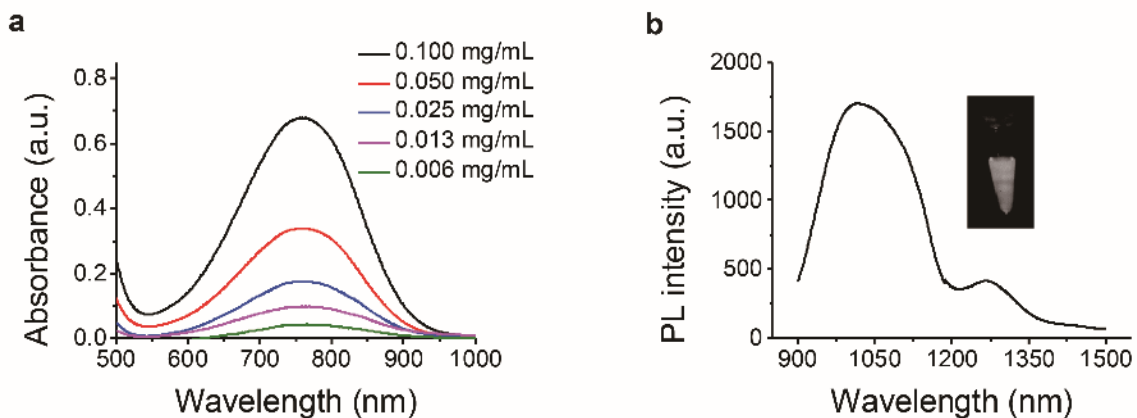 a
0.100 mg/mL
0.050 mg/mL
0.025 mg/mL
0.013 mg/mL
0.006 mg/mL
Absorbance (a.u.)
0.8
0.6
0.4
0.2
0.0
500 600 700 800 900 1000
Wavelength (nm)
b
PL intensity (a.u.)
2000
1500
1000
500
0
900 1050 1200 1350 1500
Wavelength (nm)